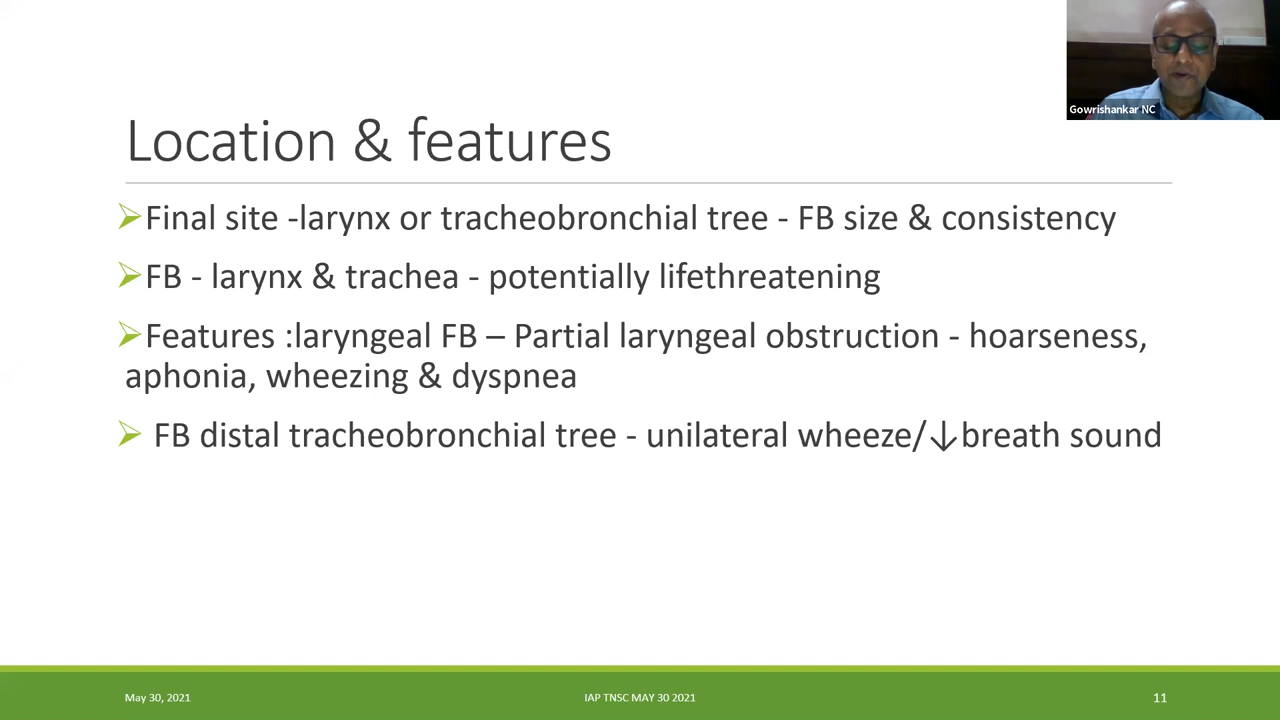 Gowrishankar NC
Location & features
Final site -larynx or tracheobronchial tree - FB size & consistency
FB - larynx & trachea - potentially lifethreatening
Features :laryngeal FB – Partial laryngeal obstruction - hoarseness,
aphonia, wheezing & dyspnea
FB distal tracheobronchial tree - unilateral wheeze/↓breath sound
May 30, 2021
IAP TNSC MAY 30 2021
11